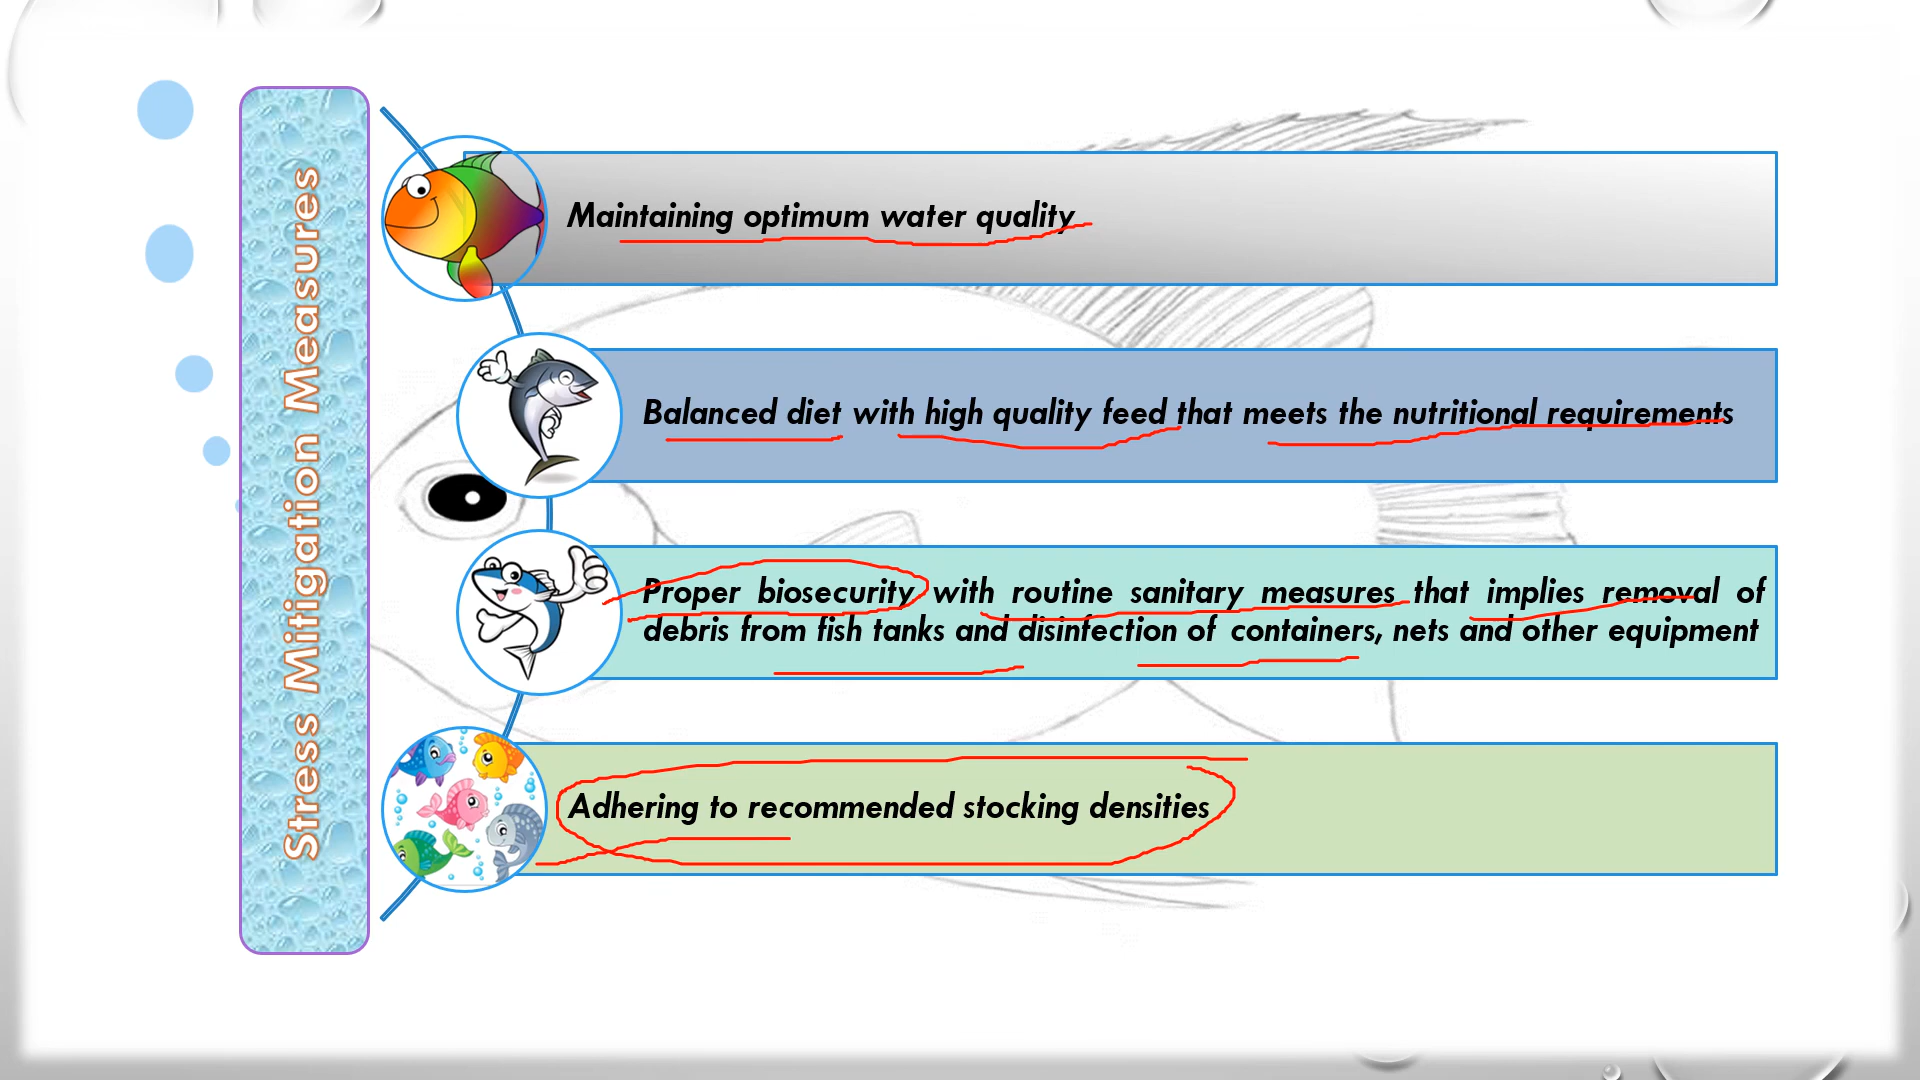 Stress Mitigation Measures
Maintaining optimum water quality
Balanced diet with high quality feed that meets the nutritional requirements
Proper biosecurity with routine sanitary measures that implies removal of
debris from fish tanks and disinfection of containers, nets and other equipment
Adhering to recommended stocking densities